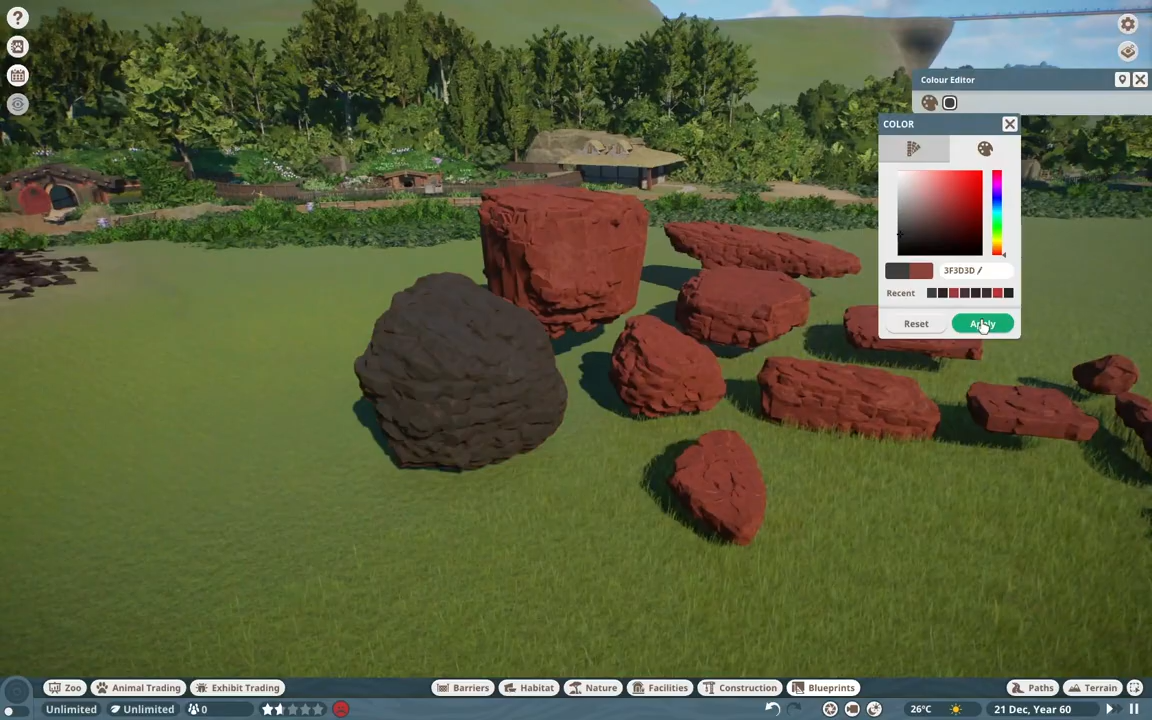 ?
Colour Editor
COLOR
3F3D3D
Recent
Reset
Apply
Zoo
Animal Trading
Exhibit Trading
Barriers
Habitat
Nature
Facilities
Construction
Blueprints
Paths
Terrain
Unlimited
Unlimited
0
26°C
21 Dec, Year 60